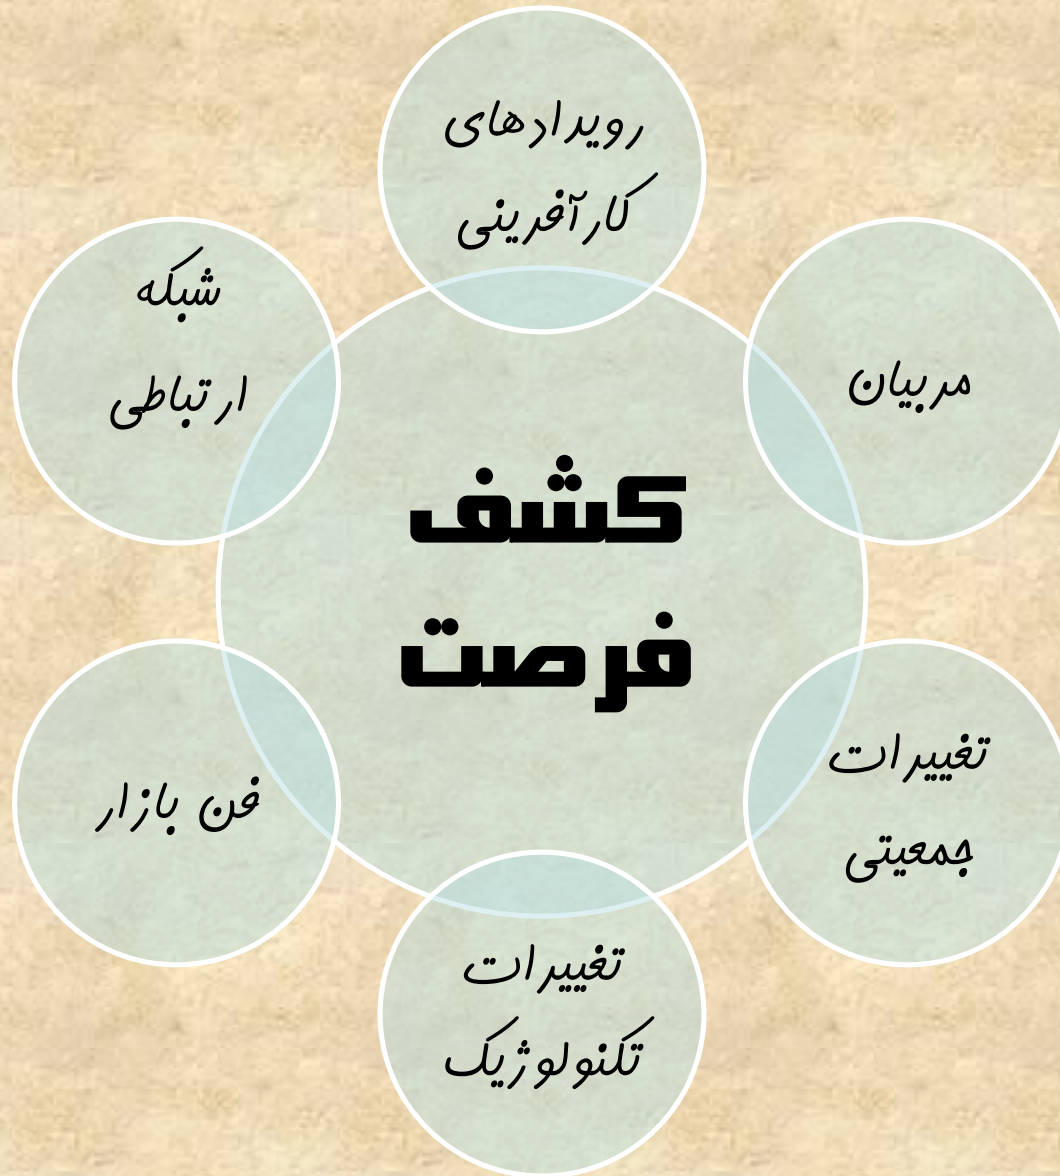 رویدادهای
کارآفرینی
مربیان
شبکه
ارتباطی
کشف
فرصت
تغییرات
جمعیتی
فن بازار
تغییرات
تکنولوژیک